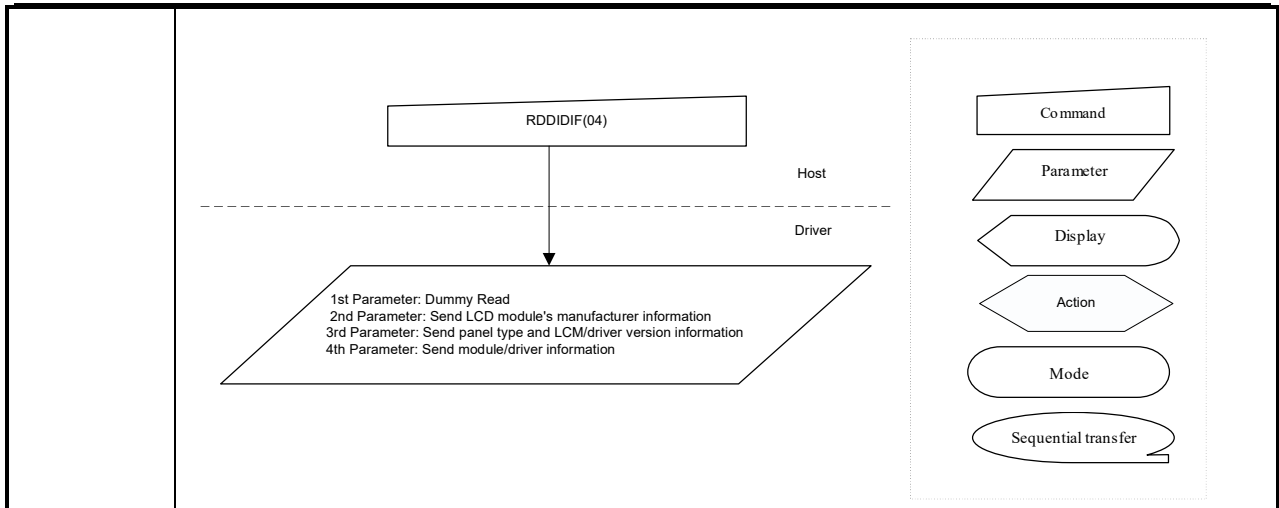 RDDIDIF(04)
Host
Driver
1st Parameter: Dummy Read
2nd Parameter: Send LCD module's manufacturer information
3rd Parameter: Send panel type and LCM/driver version information
4th Parameter: Send module/driver information
Command
Parameter
Display
Action
Mode
Sequential transfer